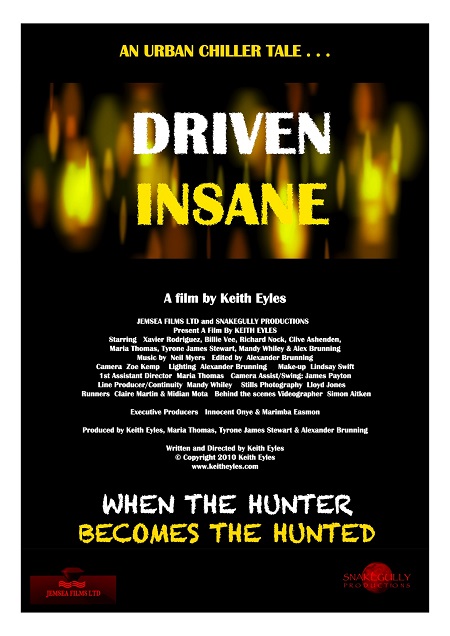 AN URBAN CHILLER TALE . . .
DRIVEN
INSANE
A film by Keith Eyles
JEMSEA FILMS LTD and SNAKEGULLY PRODUCTIONS
Present A Film By KEITH EYLES
Starring Xavier Rodriguez, Billie Vee, Richard Nock, Clive Ashenden,
Maria Thomas, Tyrone James Stewart, Mandy Whiley & Alex Brunning
Music by Neil Myers Edited by Alexander Brunning
Camera Zoe Kemp Lighting Alexander Brunning Make-up Lindsay Swift
1st Assistant Director Maria Thomas Camera Assist/Swing: James Payton
Line Producer/Continuity Mandy Whiley Stills Photography Lloyd Jones
Runners Claire Martin & Midian Mota Behind the scenes Videographer Simon Aitken
Executive Producers Innocent Onye & Marimba Easmon
Produced by Keith Eyles, Maria Thomas, Tyrone James Stewart & Alexander Brunning
Written and Directed by Keith Eyles
© Copyright 2010 Keith Eyles
www.keitheyles.com
WHEN THE HUNTER
BECOMES THE HUNTED
JEMSEA FILMS LTD
SNAKEGULLY
PRODUCTIONS